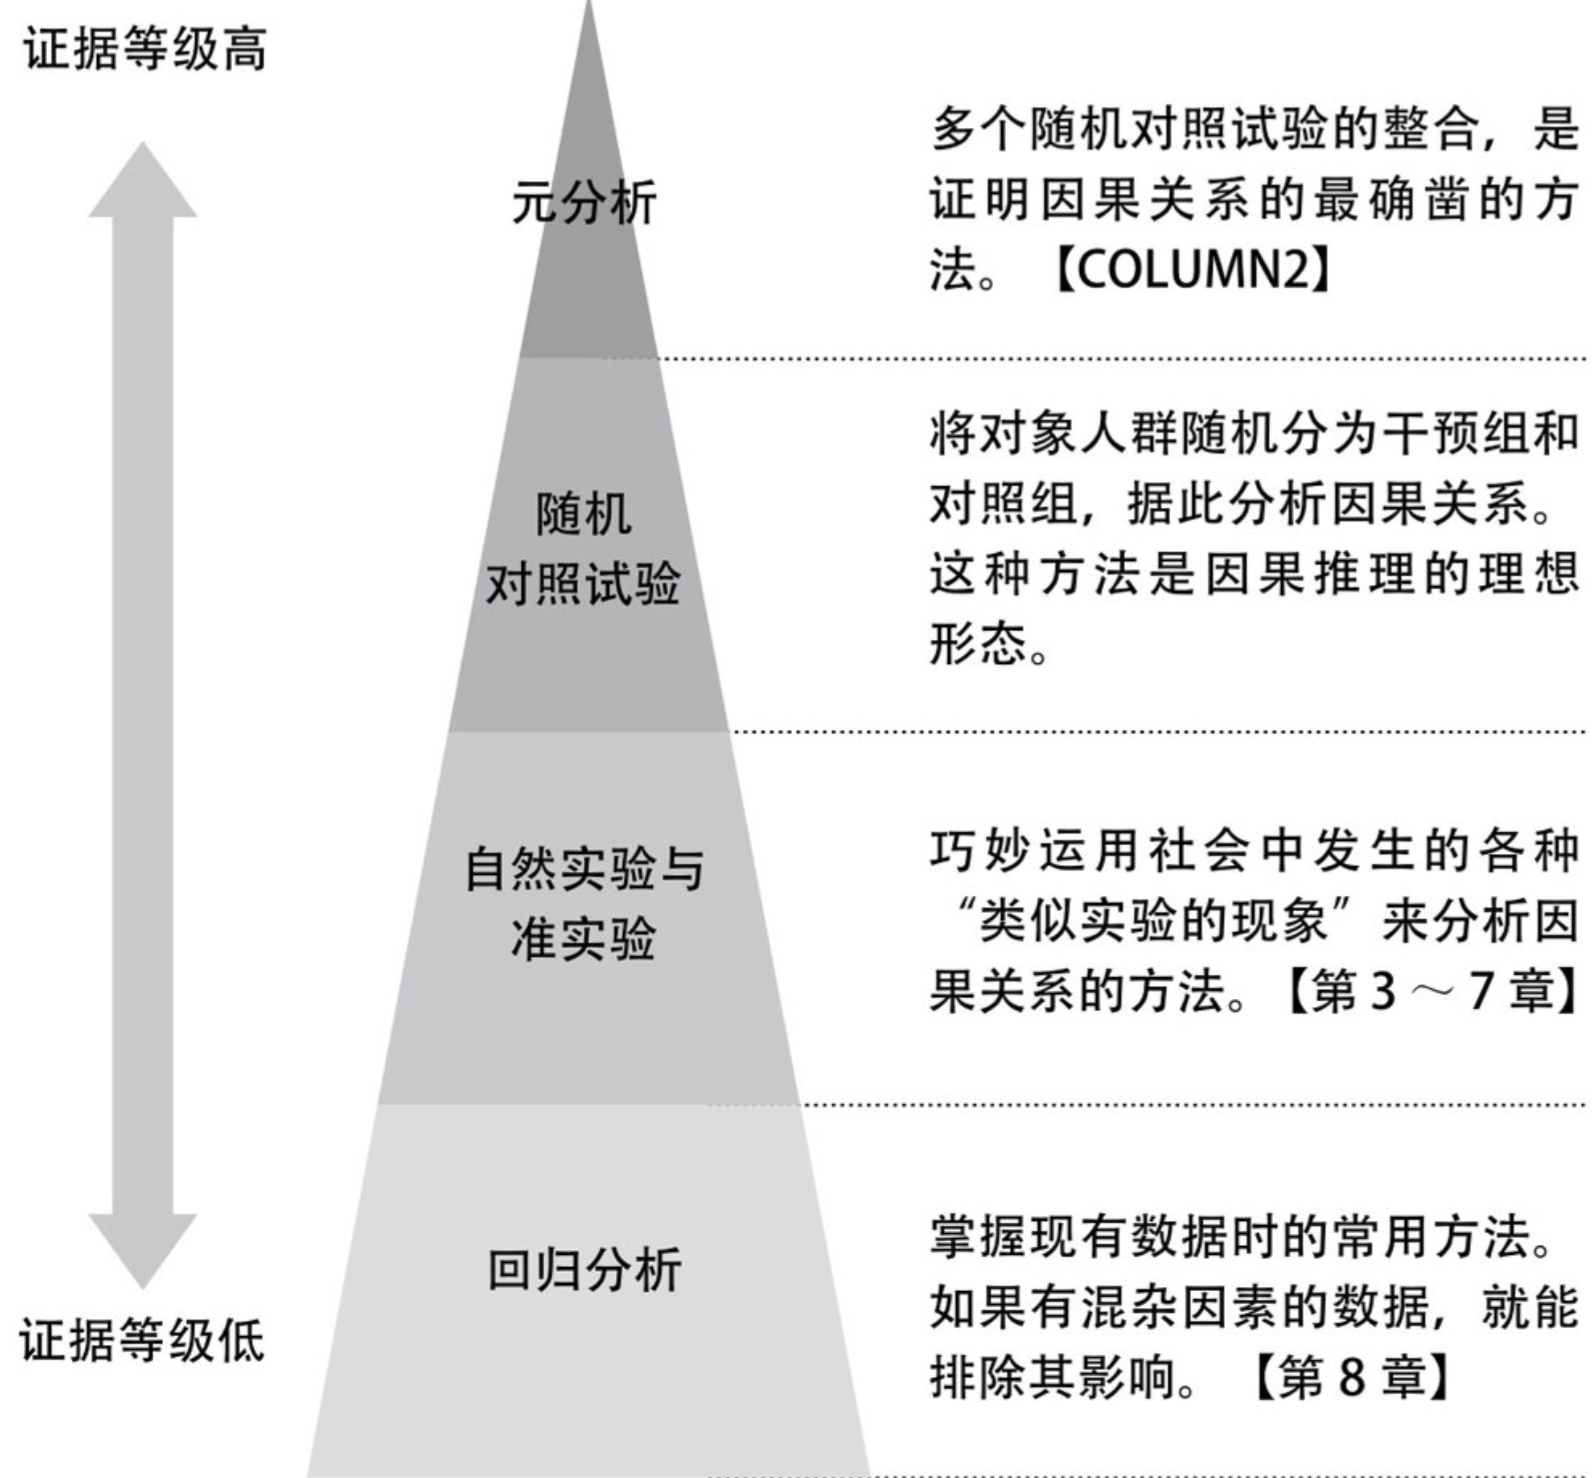 证据等级高
元分析
多个随机对照试验的整合，是
证明因果关系的最确凿的方
法。【COLUMN2】
随机
对照试验
将对象人群随机分为干预组和
对照组，据此分析因果关系。
这种方法是因果推理的理想
形态。
自然实验与
准实验
巧妙运用社会中发生的各种
“类似实验的现象”来分析因
果关系的方法。【第3～7章】
回归分析
掌握现有数据时的常用方法。
如果有混杂因素的数据，就能
排除其影响。【第8章】
证据等级低